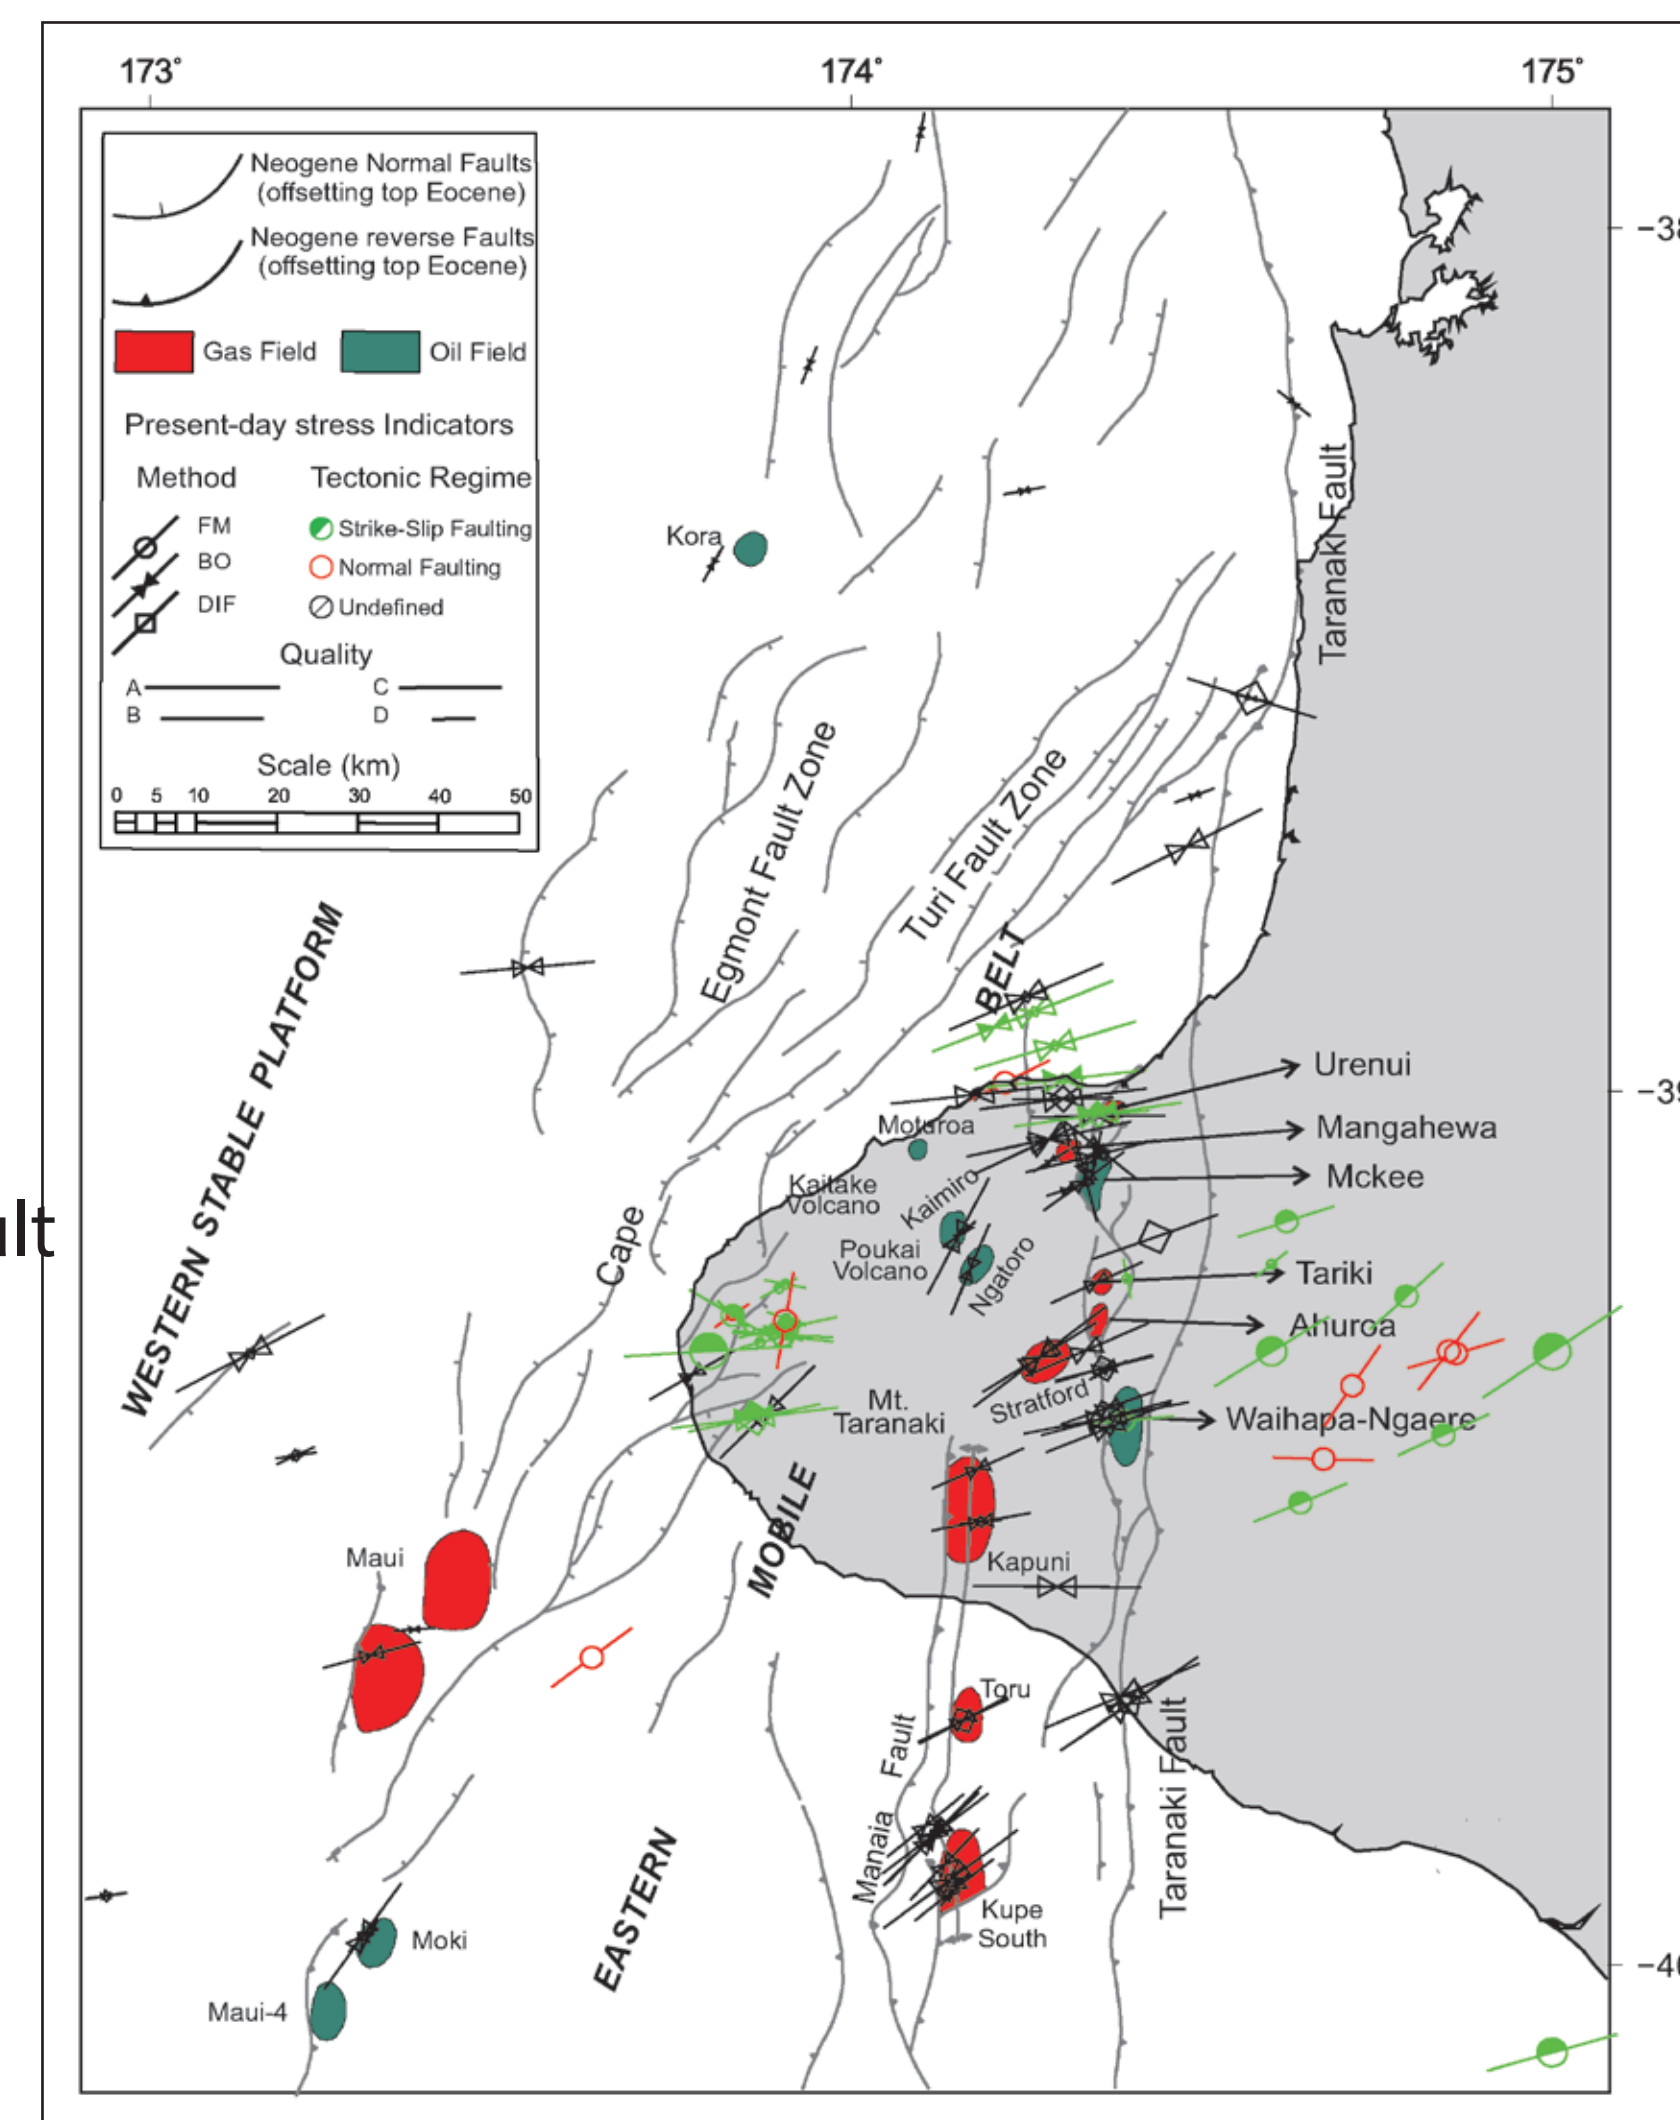 173°
174°
175°
Neogene Normal Faults
(offsetting top Eocene)
Neogene reverse Faults
(offsetting top Eocene)
Gas Field
Oil Field
Present-day stress Indicators
Method
Tectonic Regime
FM
Strike-Slip Faulting
BO
Normal Faulting
DIF
Undefined
Quality
A
C
B
D
Scale (km)
0 5 10 20 30 40 50
−38
Taranaki Fault
Kora
Egmont Fault Zone
Turi Fault Zone
WESTERN STABLE PLATFORM
BELT
Urenui
−39
Moturoa
Mangahewa
Mckee
Kaitake
Volcano
Kaimiro
ult
Cape
Poukai
Volcano
Ngatoro
Tariki
Ahuroa
Stratford
Mt.
Taranaki
Waihapa-Ngaere
MOBILE
Maui
Kapuni
Toru
Fault
Manaia
Taranaki Fault
EASTERN
Kupe
South
Moki
−40
Maui-4